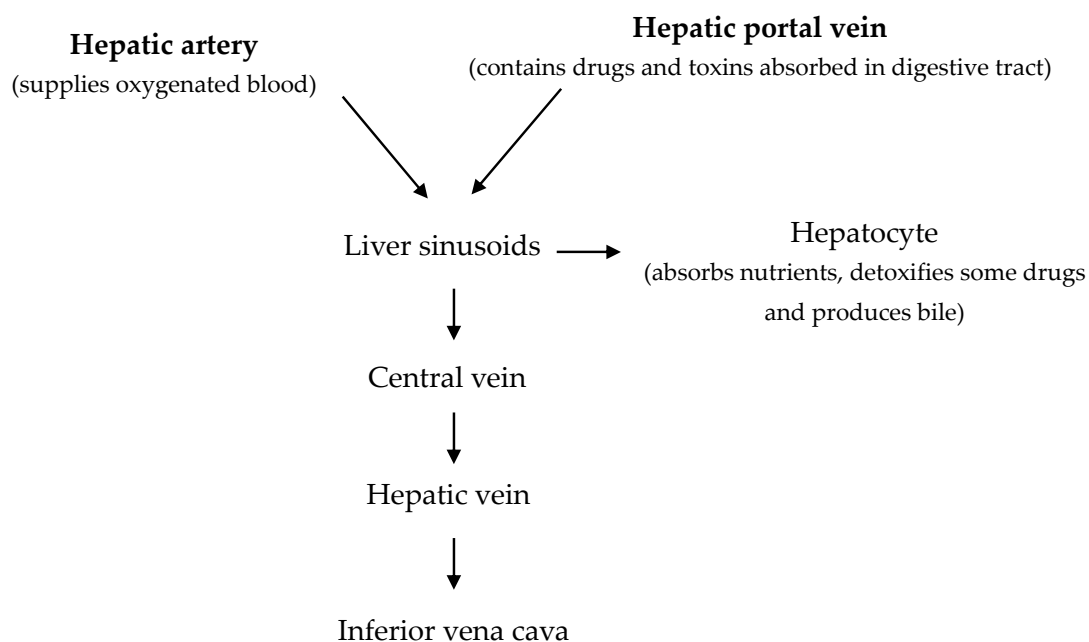 Hepatic artery
(supplies oxygenated blood)
Hepatic portal vein
(contains drugs and toxins absorbed in digestive tract)
Liver sinusoids
Hepatocyte
(absorbs nutrients, detoxifies some drugs
and produces bile)
Central vein
Hepatic vein
Inferior vena cava